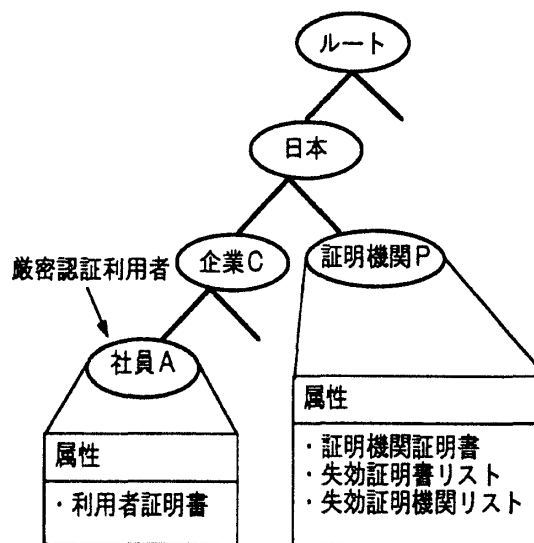 ルート
日本
企業C
証明機関P
厳密認証利用者
社員A
属性
・利用者証明書
属性
・証明機関証明書
・失効証明書リスト
・失効証明機関リスト